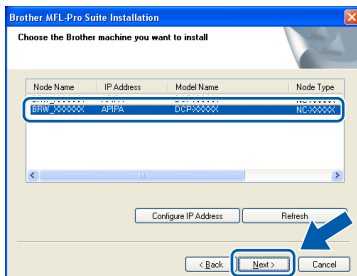 Brother MFL-Pro Suite Installation
Choose the Brother machine you want to install
Node Name IP Address Model Name Node Type
BRW_XXXXXX APIPA DCP-XXXXX NC-XXXXX
Configure IP Address Refresh
< Back Next > Cancel